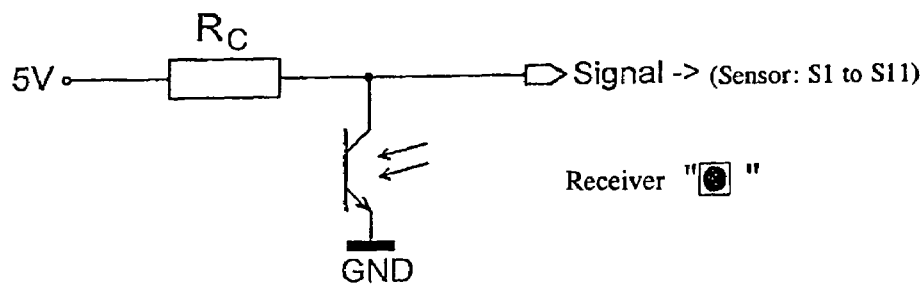 R_C
5V
Signal -> (Sensor: S1 to S11)
Receiver " "
GND